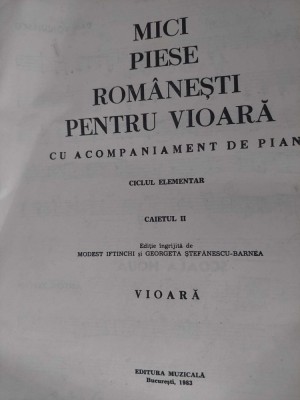 MICI
PIESE
ROMÂNEȘTI
PENTRU VIOARĂ
CU ACOMPANIAMENT DE PIAN
CICLUL ELEMENTAR
CAIETUL II
Ediție îngrijită de
MODEST IFTINCHI și GEORGETA ȘTEFĂNESCU-BARNEA
VIOARĂ
EDITURA MUZICALĂ
București, 1983